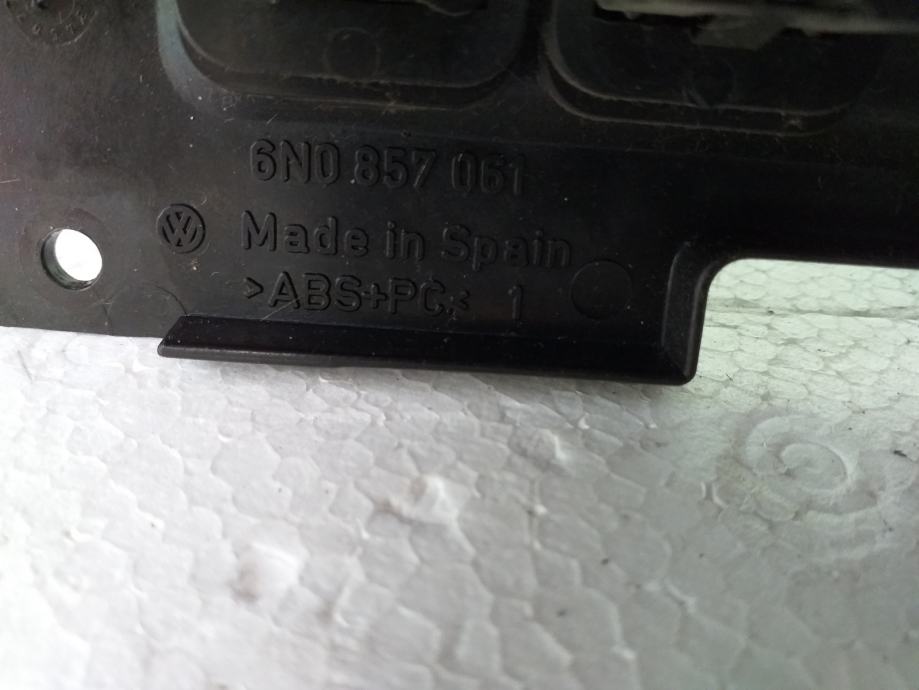 6N0 857 061
Made in Spain
>ABS+PC< 1